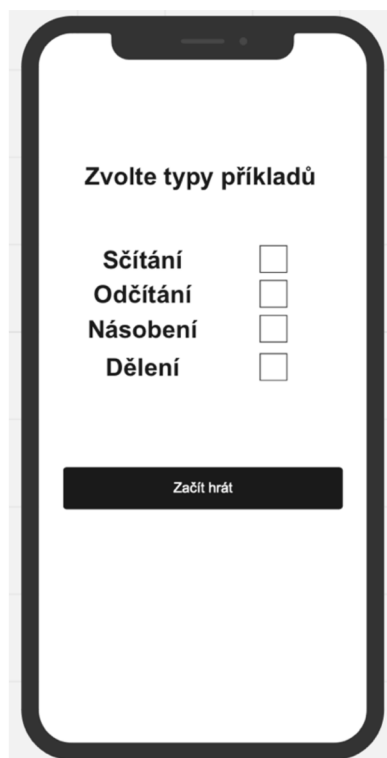 Zvolte typy příkladů
Sčítání
Odčítání
Násobení
Dělení
Začít hrát